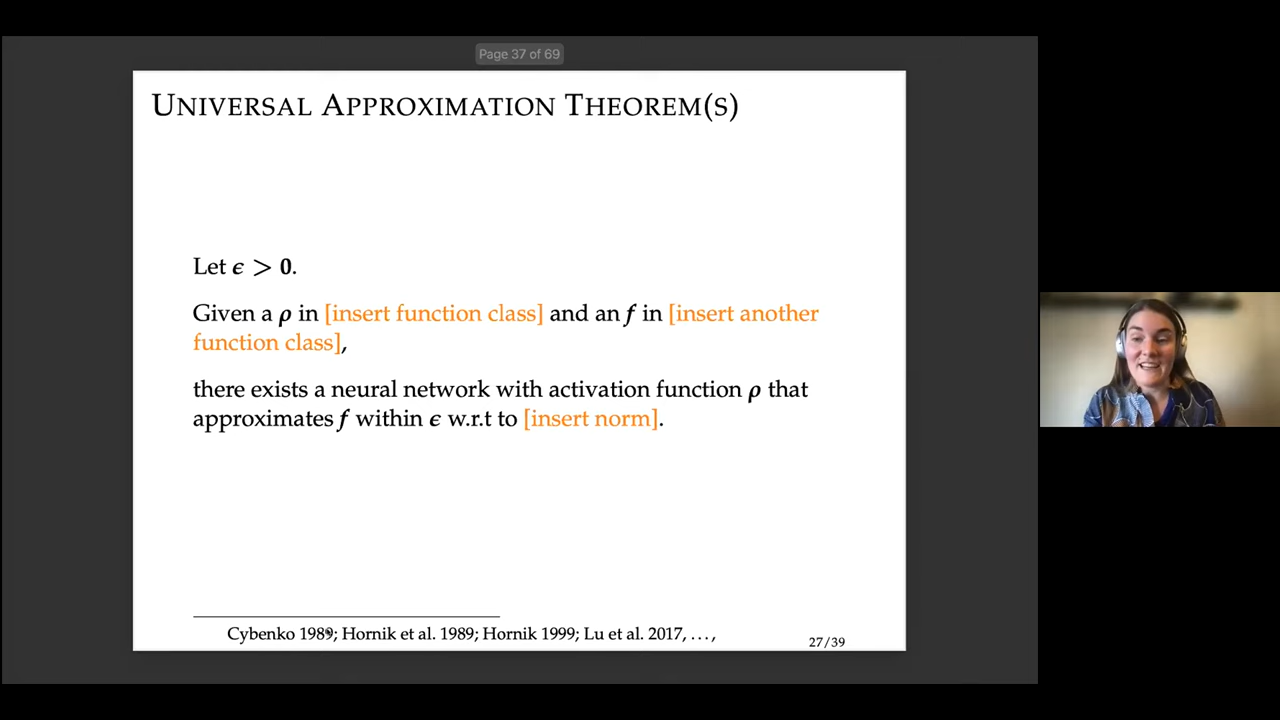 Page 37 of 69
UNIVERSAL APPROXIMATION THEOREM(S)
Let ϵ > 0.
Given a ρ in [insert function class] and an f in [insert another
function class],
there exists a neural network with activation function ρ that
approximates f within ϵ w.r.t to [insert norm].
Cybenko 1989; Hornik et al. 1989; Hornik 1999; Lu et al. 2017, . . . ,
27/39